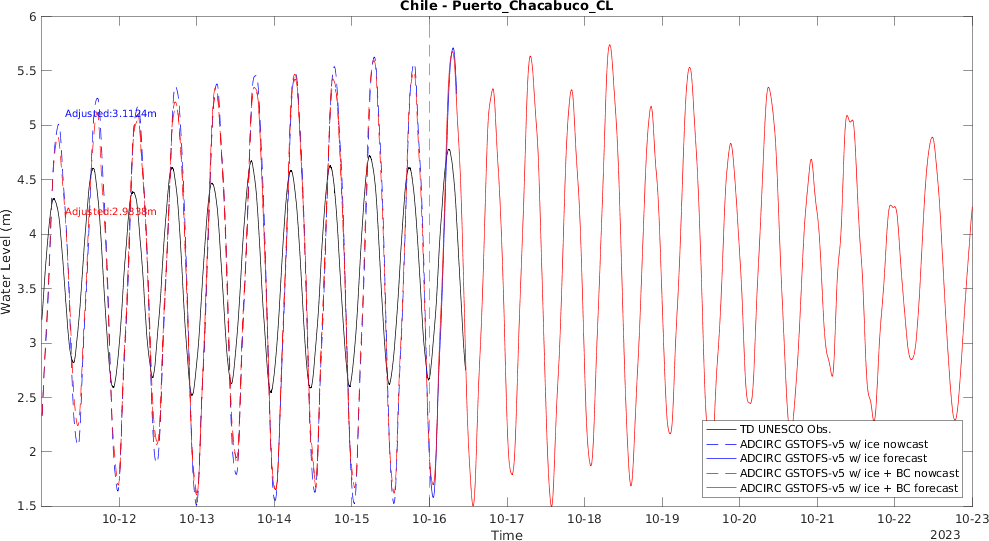 Chile - Puerto_Chacabuco_CL
6
5.5
5
4.5
4
3.5
3
2.5
2
1.5
Water Level (m)
Adjusted:3.1124m
Adjusted:2.9838m
TD UNESCO Obs.
ADCIRC GSTOFS-v5 w/ ice nowcast
ADCIRC GSTOFS-v5 w/ ice forecast
ADCIRC GSTOFS-v5 w/ ice + BC nowcast
ADCIRC GSTOFS-v5 w/ ice + BC forecast
10-12 10-13 10-14 10-15 10-16 10-17 10-18 10-19 10-20 10-21 10-22 10-23
Time
2023